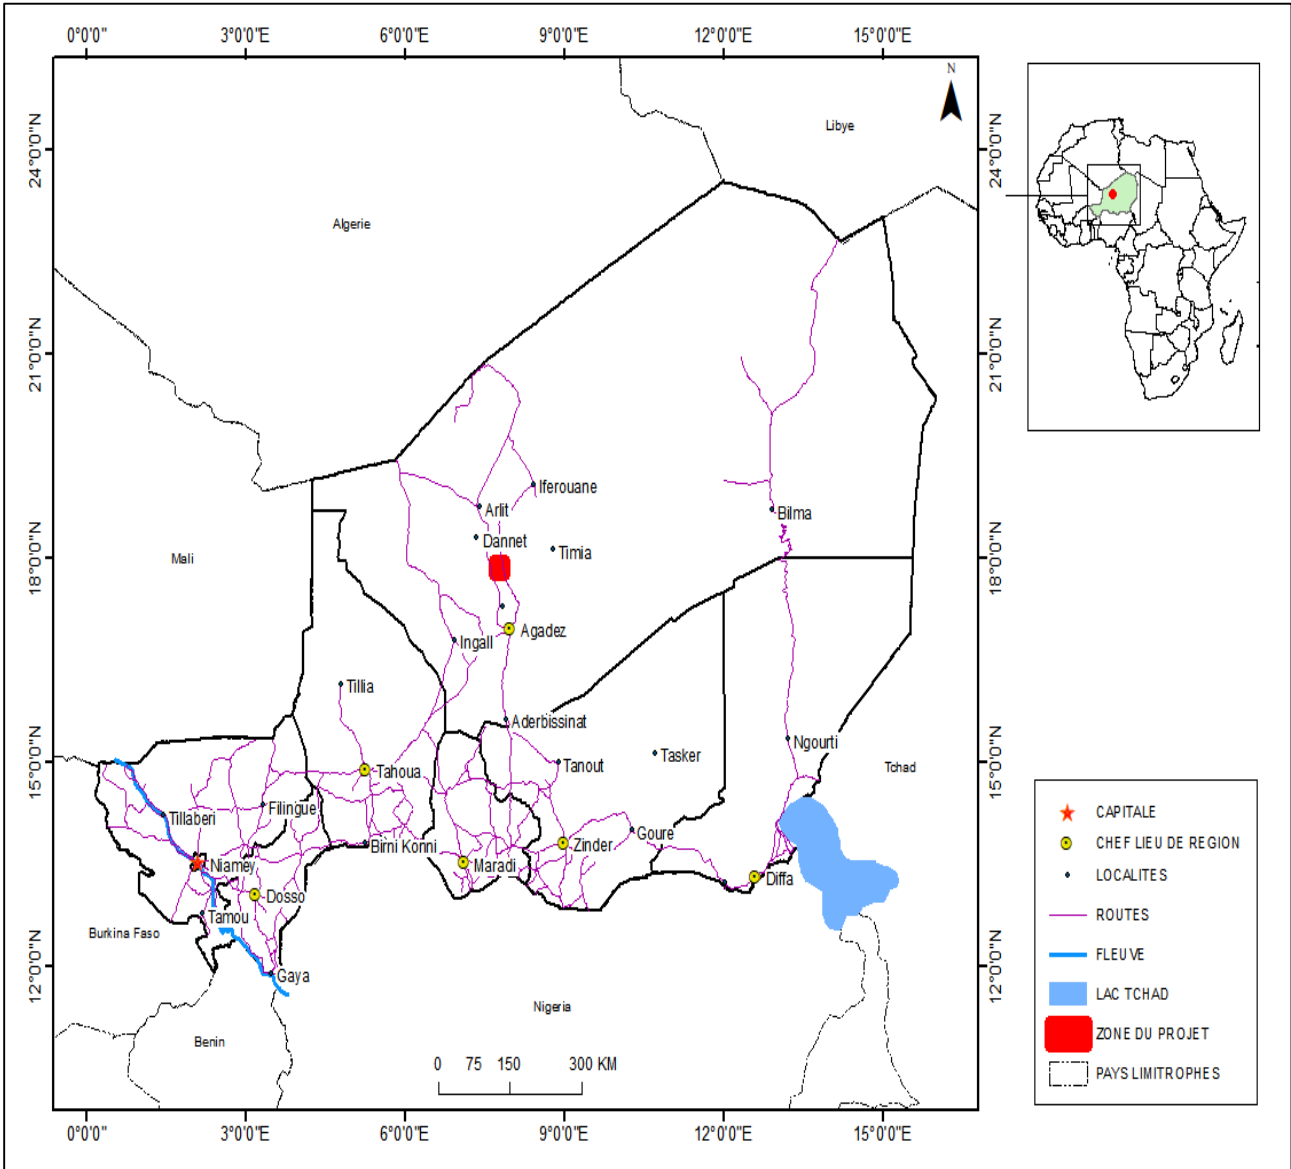 0°0'0" 3°0'0"E 6°0'0"E 9°0'0"E 12°0'0"E 15°0'0"E
N
24°0'0"N
24°0'0"N
Libye
Algerie
21°0'0"N
21°0'0"N
Iferouane
Arlit
Bilma
Dannet
Timia
Mali
18°0'0"N
18°0'0"N
Agadez
Ingall
Tillia
Aderbissinat
Ngourti
Tasker
Tanout
Tchad
15°0'0"N
15°0'0"N
Tahoua
Filingue
Tillaberi
Goure
Birni Konni
Zinder
Niamey
Maradi
Diffa
Dosso
Tamou
Burkina Faso
12°0'0"N
12°0'0"N
Gaya
Nigeria
Benin
0 75 150 300 KM
0°0'0" 3°0'0"E 6°0'0"E 9°0'0"E 12°0'0"E 15°0'0"E
CAPITALE
CHEF LIEU DE REGION
LOCALITES
ROUTES
FLEUVE
LAC TCHAD
ZONE DU PROJET
PAYS LIMITROPHES